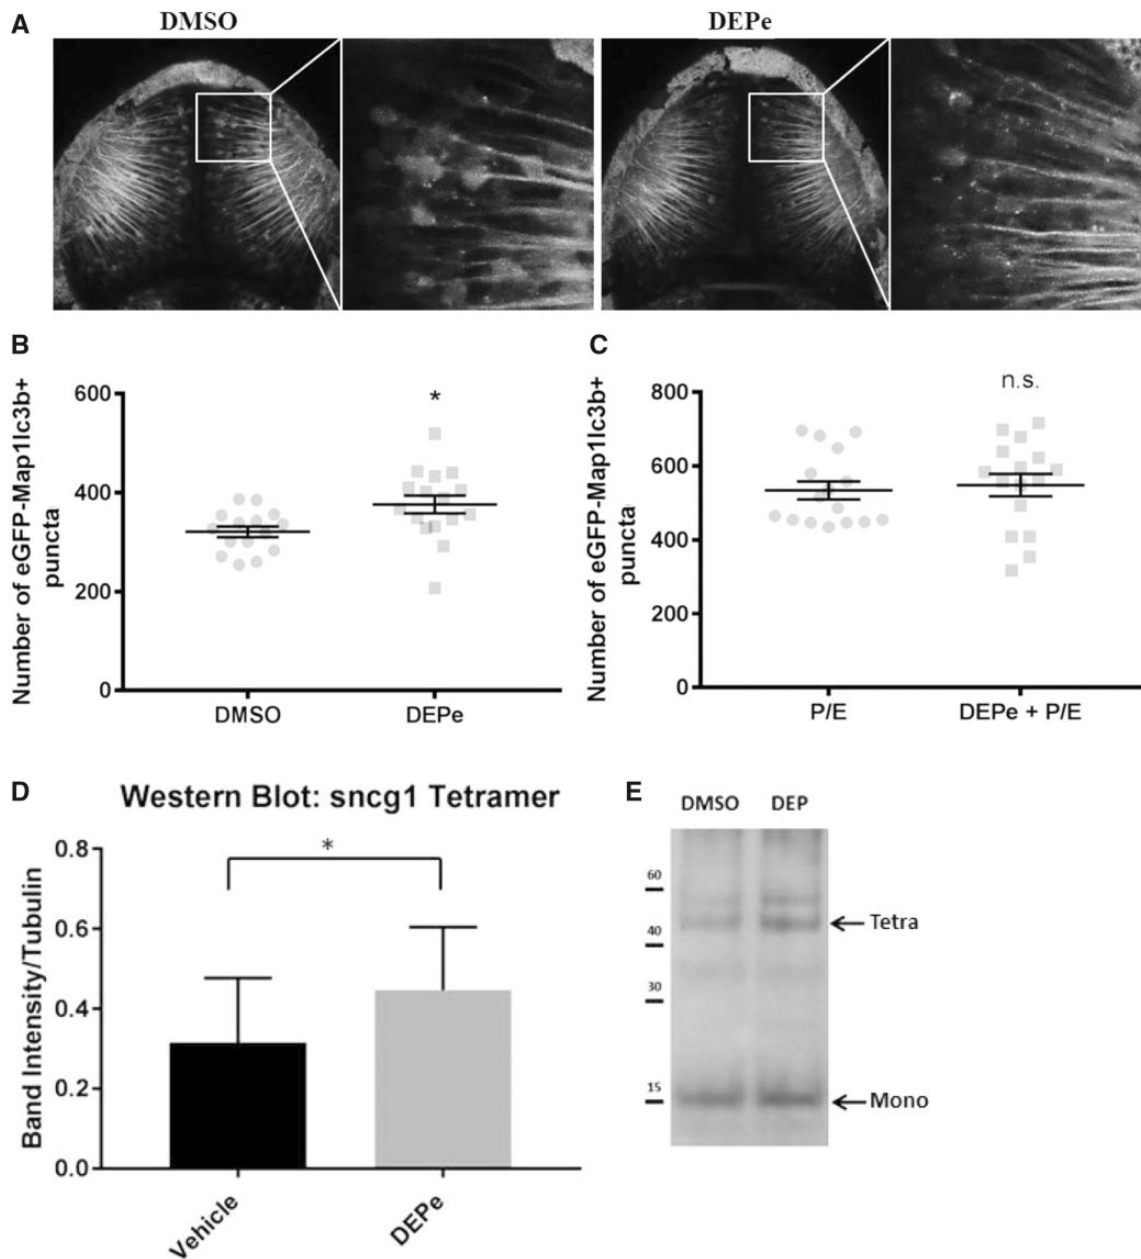 A
DMSO
DEPe
B
Number of eGFP-Map1lc3b+
puncta
600
400
200
0
*
DMSO
DEPe
C
Number of eGFP-Map1lc3b+
puncta
800
600
400
200
0
n.s.
P/E
DEPe + P/E
D
Western Blot: sncg1 Tetramer
Band Intensity/Tubulin
0.8
0.6
0.4
0.2
0.0
*
Vehicle
DEPe
E
DMSO
DEP
60
40
30
15
Tetra
Mono